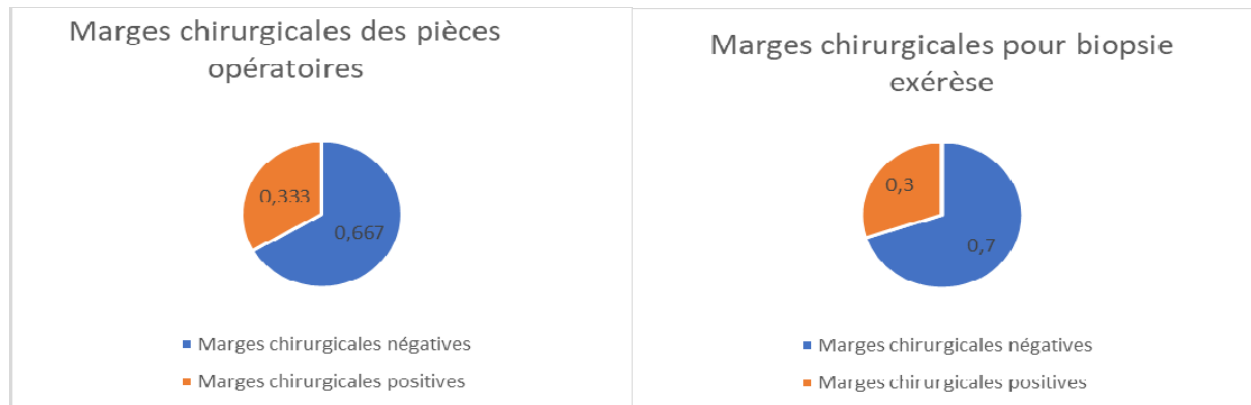 Marges chirurgicales des pièces
opératoires
0,333
0,667
Marges chirurgicales négatives
Marges chirurgicales positives
Marges chirurgicales pour biopsie
exérèse
0,3
0,7
Marges chirurgicales négatives
Marges chirurgicales positives